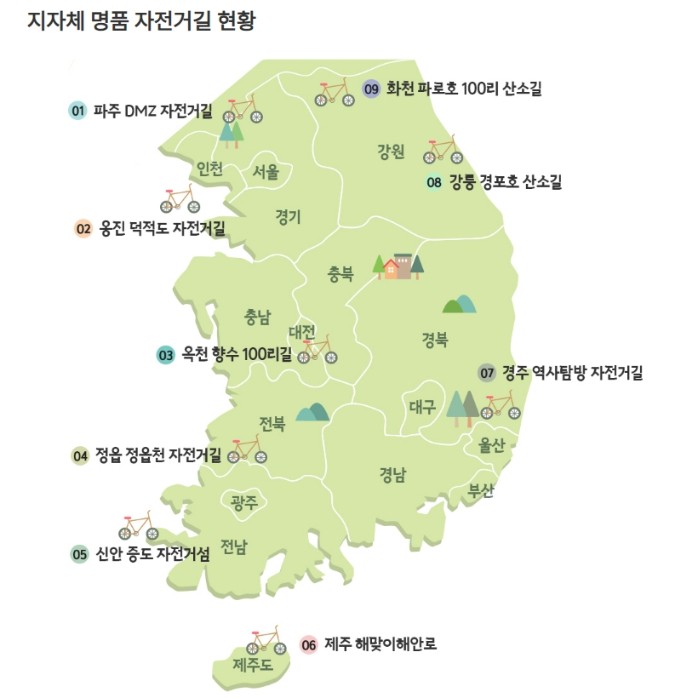 지자체 명품 자전거길 현황
09 화천 파로호 100리 산소길
01 파주 DMZ 자전거길
강원
인천
서울
08 강릉 경포호 산소길
경기
02 옹진 덕적도 자전거길
충북
충남
대전
경북
03 옥천 향수 100리길
07 경주 역사탐방 자전거길
대구
전북
울산
04 정읍 정읍천 자전거길
경남
부산
광주
전남
05 신안 증도 자전거섬
06 제주 해맞이해안로
제주도